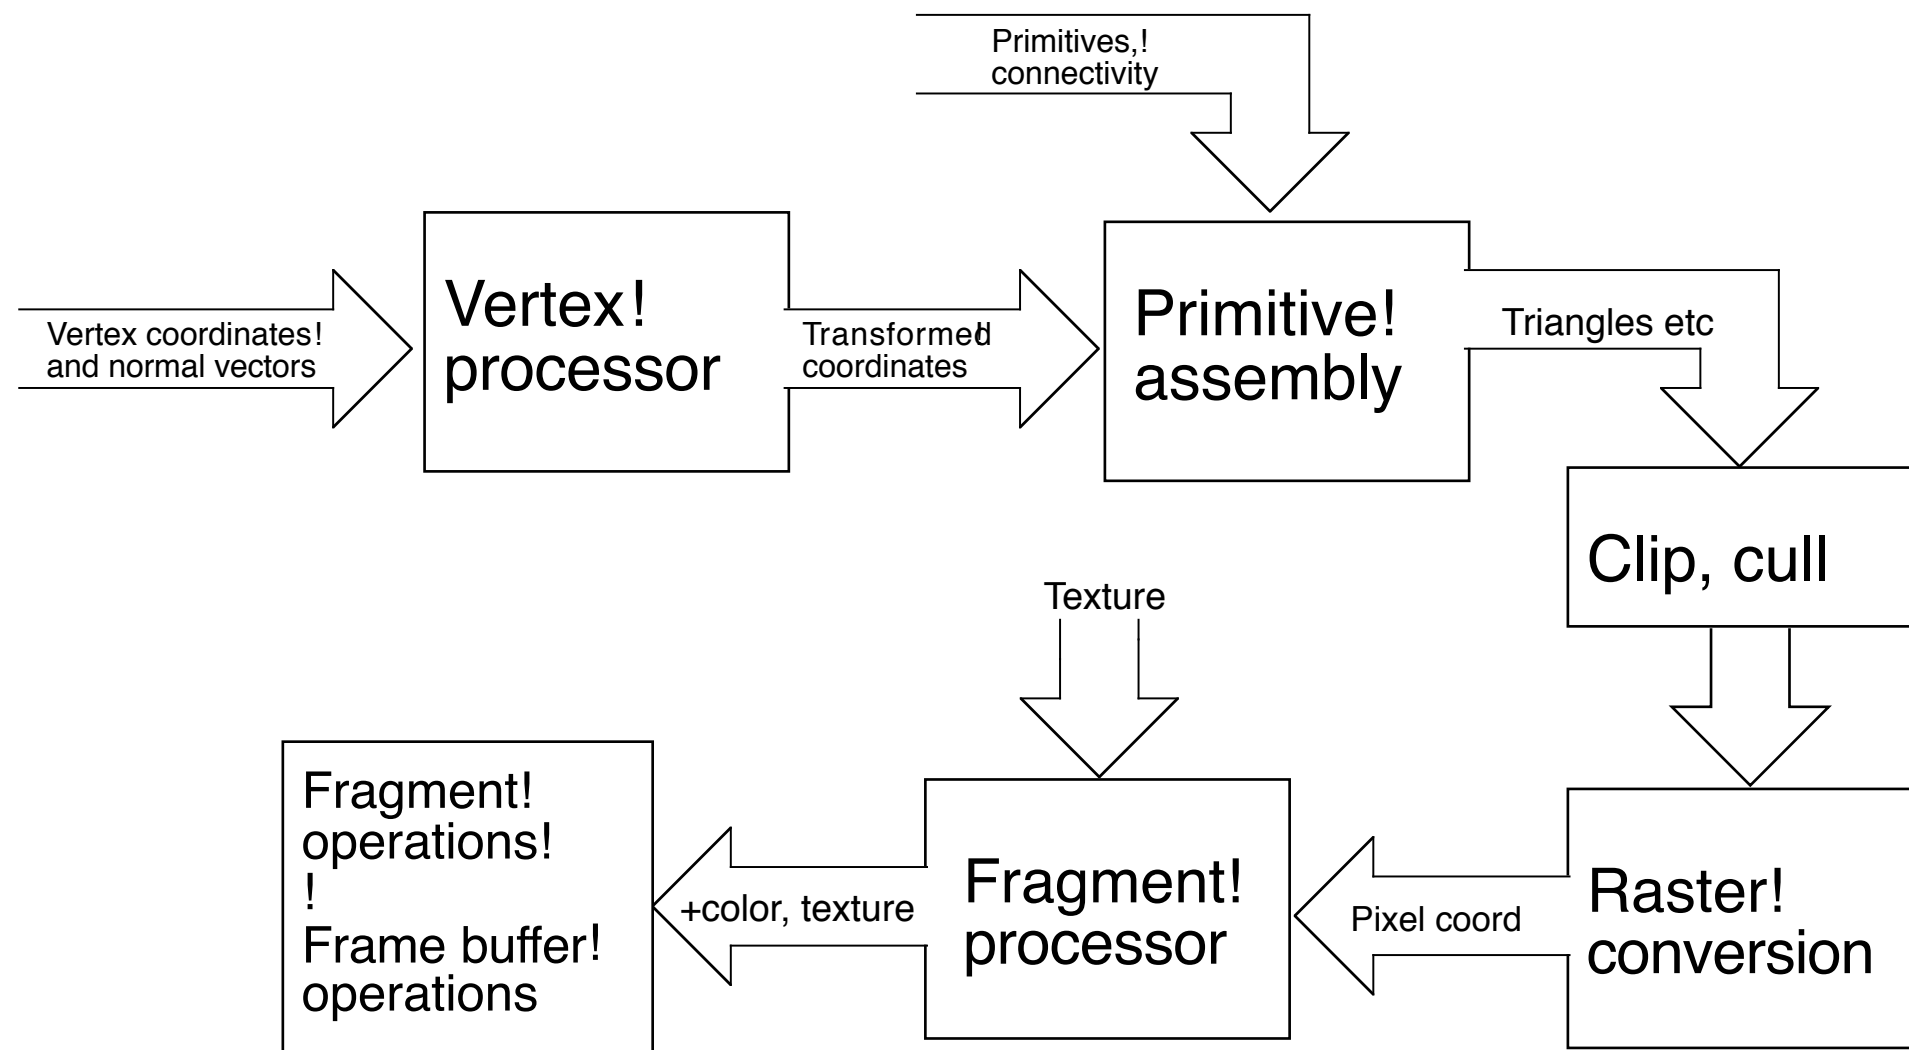 Primitives,!
connectivity
Vertex coordinates!
and normal vectors
Vertex!
processor
Transformed!
coordinates
Primitive!
assembly
Triangles etc
Clip, cull
Texture
Fragment!
operations!
!
Frame buffer!
operations
+color, texture
Fragment!
processor
Pixel coord
Raster!
conversion